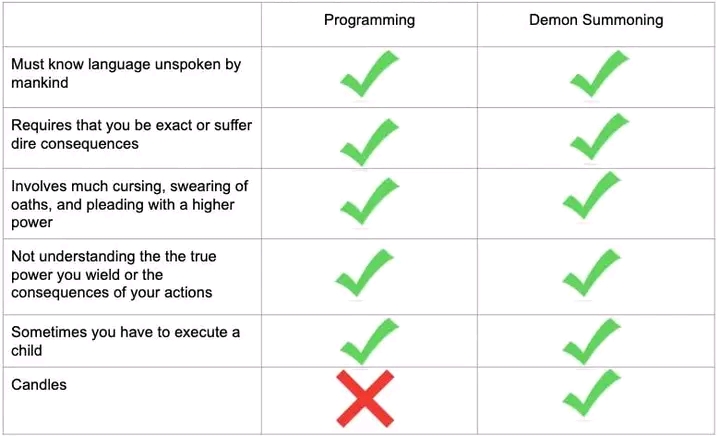 Programming
Demon Summoning
Must know language unspoken by
mankind
Requires that you be exact or suffer
dire consequences
Involves much cursing, swearing of
oaths, and pleading with a higher
power
Not understanding the the true
power you wield or the
consequences of your actions
Sometimes you have to execute a
child
Candles